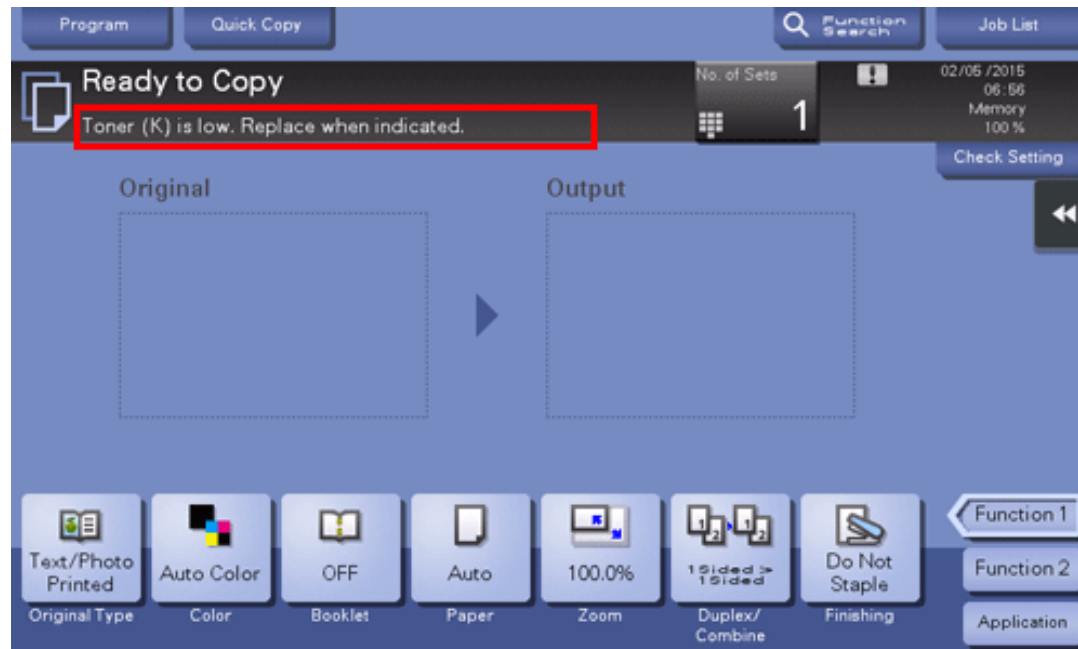 Program
Quick Copy
Function
Search
Job List
Ready to Copy
Toner (K) is low. Replace when indicated.
No. of Sets
1
02/05 /2015
06:56
Memory
100 %
Check Setting
Original
Output
Text/Photo
Printed
Auto Color
OFF
Auto
100.0%
1Sided >
1Sided
Do Not
Staple
Original Type
Color
Booklet
Paper
Zoom
Duplex/
Combine
Finishing
Function 1
Function 2
Application